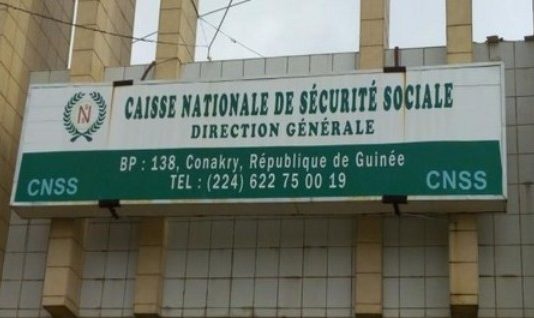 CAISSE NATIONALE DE SÉCURITÉ SOCIALE
DIRECTION GÉNÉRALE
BP : 138, Conakry, République de Guinée
TEL : (224) 622 75 00 19
CNSS
CNSS